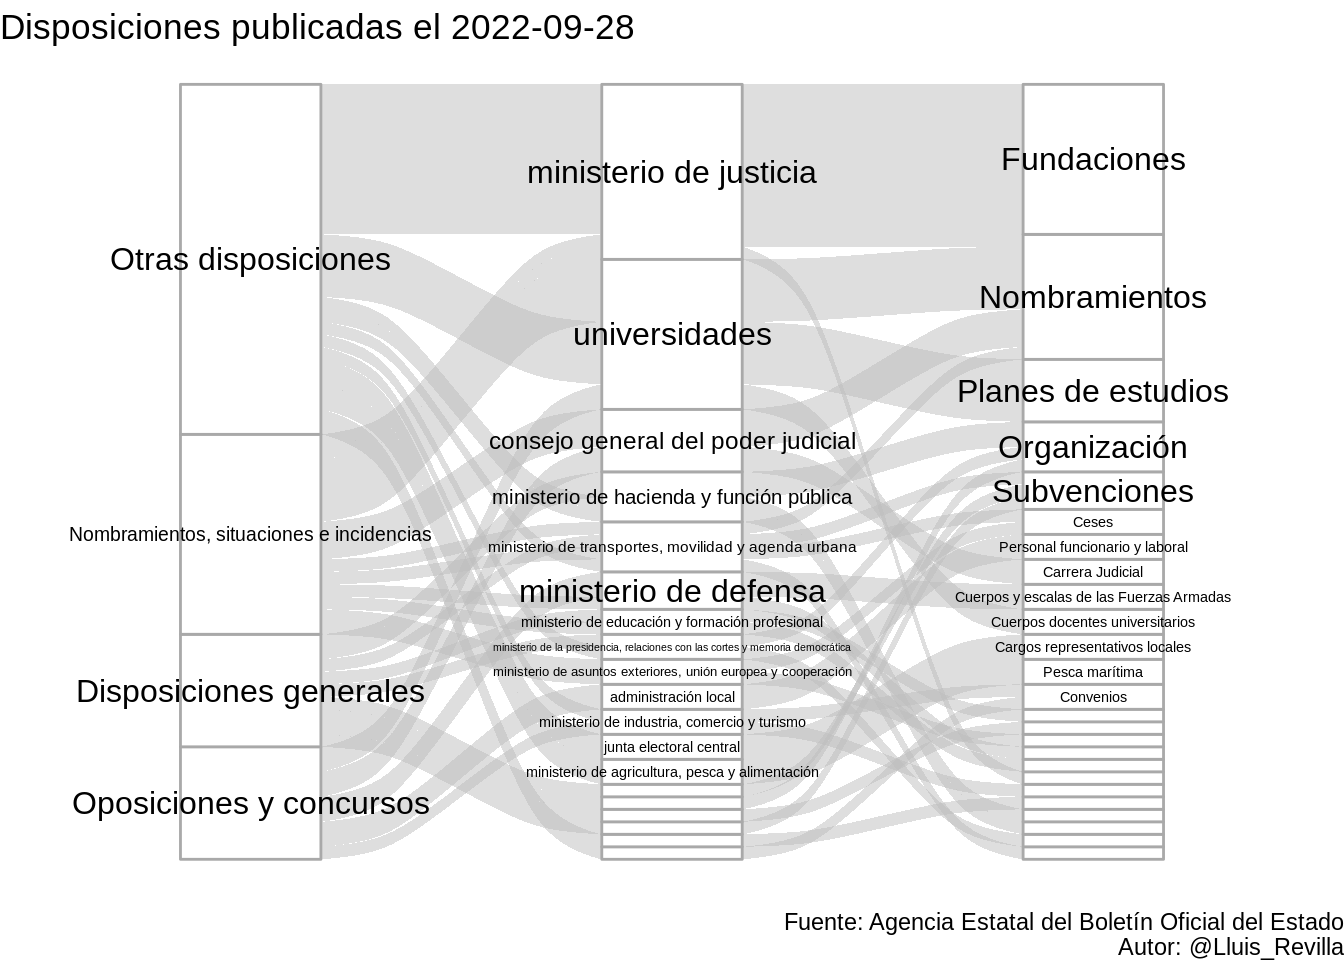 Disposiciones publicadas el 2022-09-28
Otras disposiciones
Nombramientos, situaciones e incidencias
Disposiciones generales
Oposiciones y concursos
ministerio de justicia
universidades
consejo general del poder judicial
ministerio de hacienda y función pública
ministerio de transportes, movilidad y agenda urbana
ministerio de defensa
ministerio de educación y formación profesional
ministerio de la presidencia, relaciones con las cortes y memoria democrática
ministerio de asuntos exteriores, unión europea y cooperación
administración local
ministerio de industria, comercio y turismo
junta electoral central
ministerio de agricultura, pesca y alimentación
Fundaciones
Nombramientos
Planes de estudios
Organización
Subvenciones
Ceses
Personal funcionario y laboral
Carrera Judicial
Cuerpos y escalas de las Fuerzas Armadas
Cuerpos docentes universitarios
Cargos representativos locales
Pesca marítima
Convenios
Fuente: Agencia Estatal del Boletín Oficial del Estado
Autor: @Lluis_Revilla